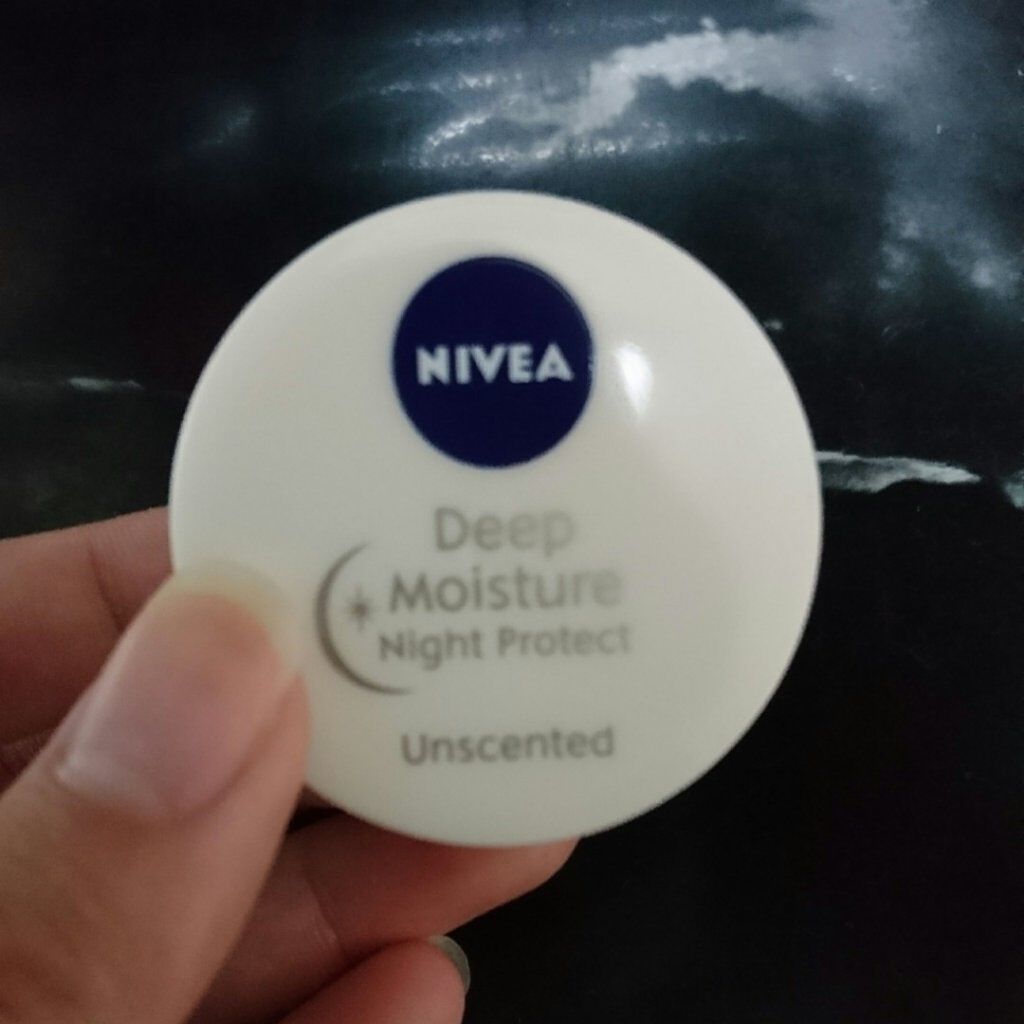 NIVEA
Deep
Moisture
Night Protect
Unscented